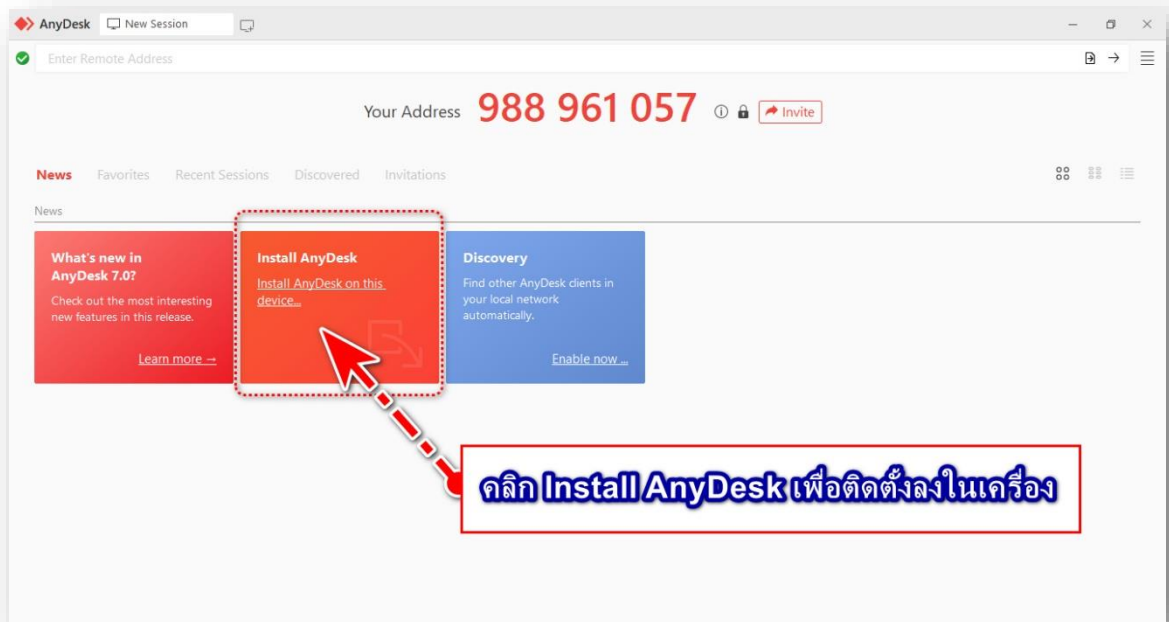 AnyDesk New Session
Enter Remote Address
Your Address 988 961 057 Invite
News Favorites Recent Sessions Discovered Invitations
News
What's new in
AnyDesk 7.0?
Check out the most interesting
new features in this release.
Learn more →
Install AnyDesk
Install AnyDesk on this
device...
Discovery
Find other AnyDesk clients in
your local network
automatically.
Enable now ...
คลิก Install AnyDesk เพื่อติดตั้งลงในเครื่อง